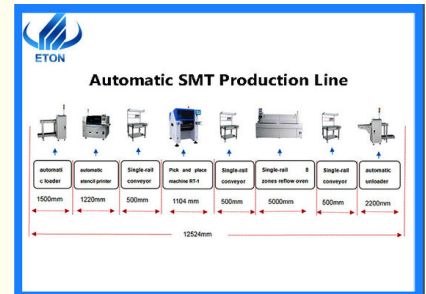 ETON
Automatic SMT Production Line
automati
c loader
automatic
stencil printer
Single-rail
conveyor
Pick and place
machine RT-1
Single-rail
conveyor
Single-rail 8
zones reflow oven
Single-rail
conveyor
automatic
unloader
1500mm 1220mm 500mm 1104 mm 500mm 5000mm 500mm 2200mm
12524mm